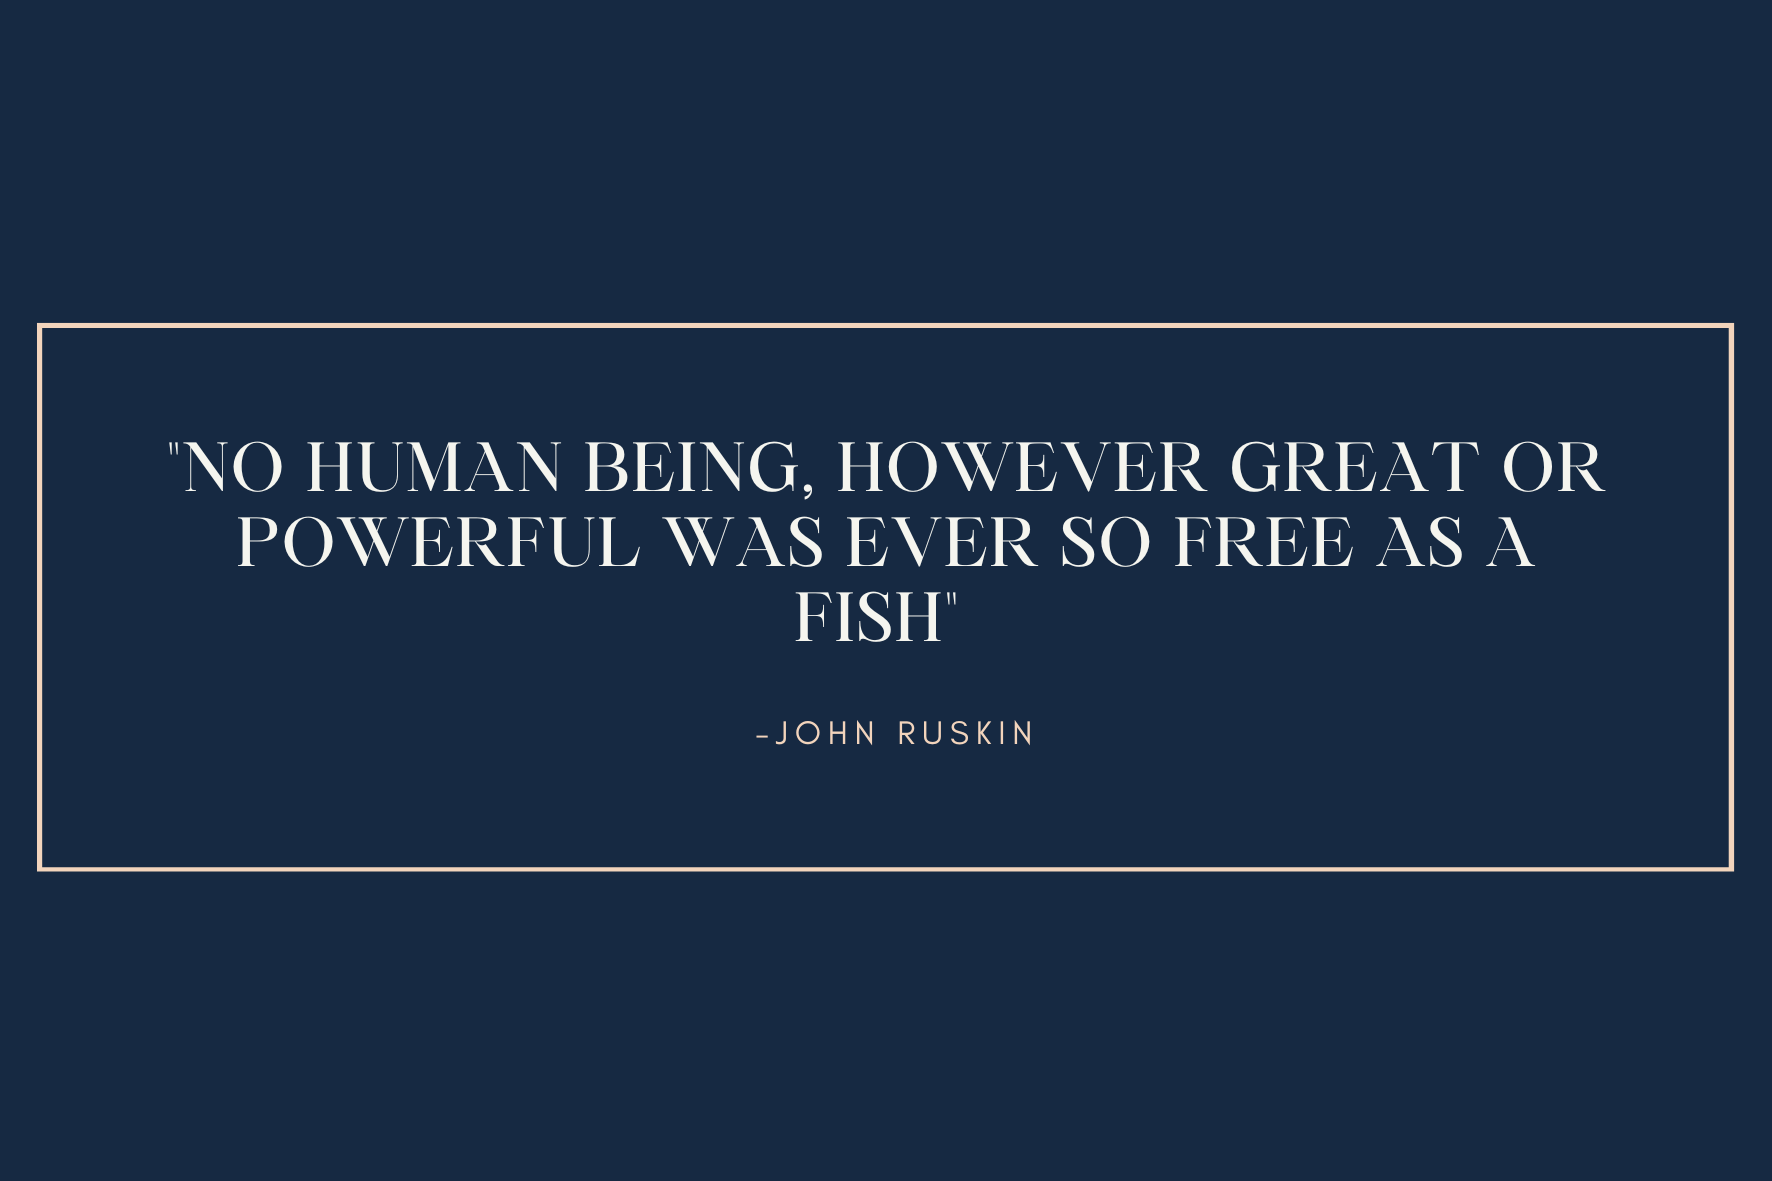 "NO HUMAN BEING, HOWEVER GREAT OR
POWERFUL WAS EVER SO FREE AS A
FISH"
-JOHN RUSKIN